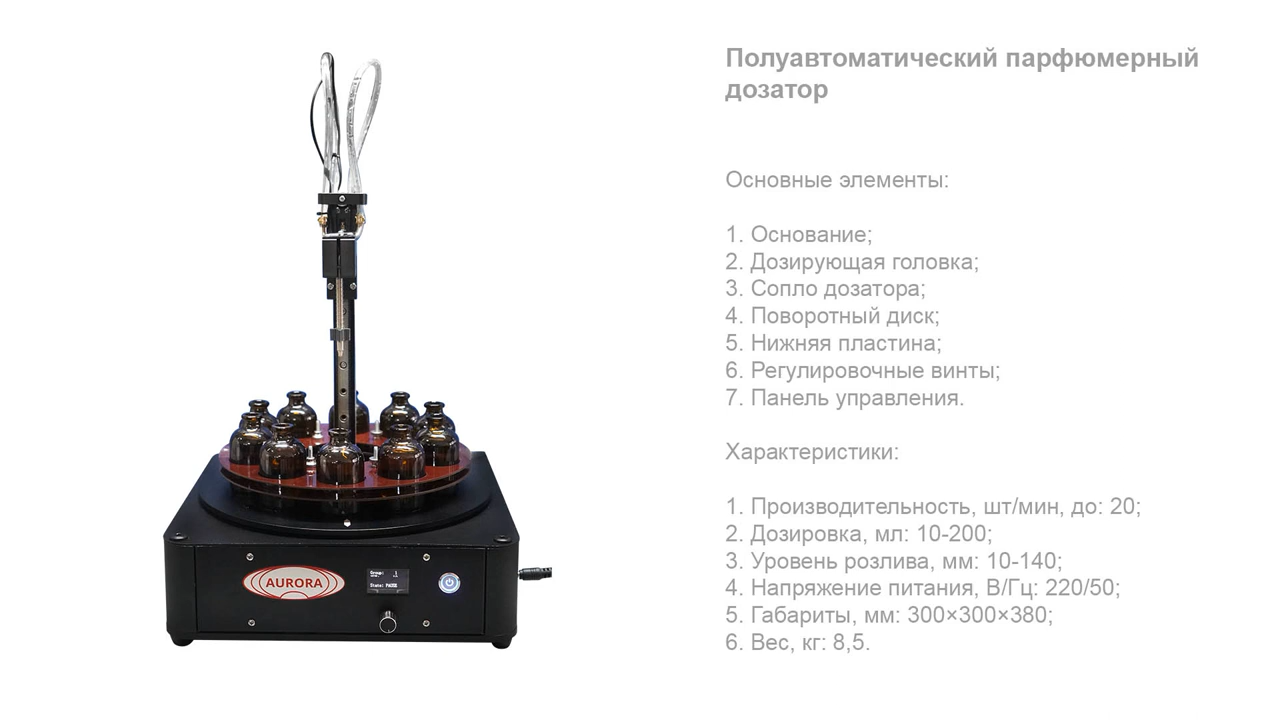 Полуавтоматический парфюмерный
дозатор
Основные элементы:
1. Основание;
2. Дозирующая головка;
3. Сопло дозатора;
4. Поворотный диск;
5. Нижняя пластина;
6. Регулировочные винты;
7. Панель управления.
Характеристики:
1. Производительность, шт/мин, до: 20;
2. Дозировка, мл: 10-200;
3. Уровень розлива, мм: 10-140;
4. Напряжение питания, В/Гц: 220/50;
5. Габариты, мм: 300×300×380;
6. Вес, кг: 8,5.
AURORA
Group: 1
State: